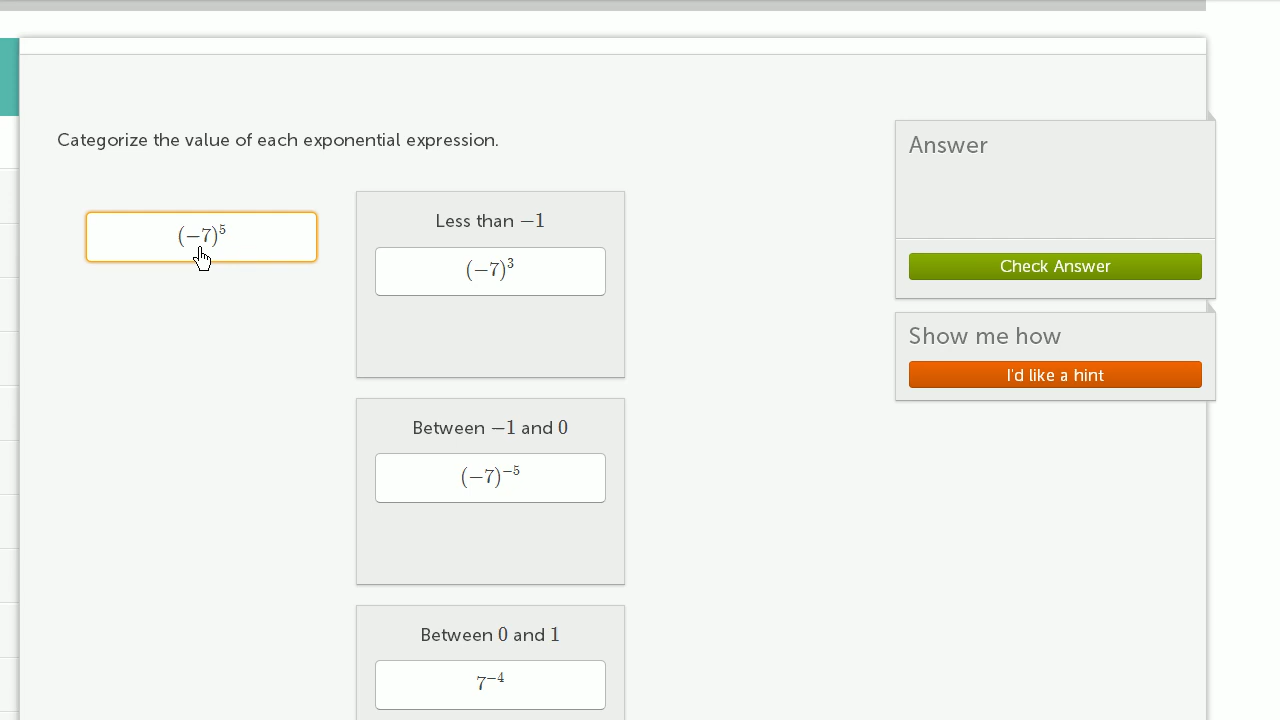 Categorize the value of each exponential expression.
(−7)⁵
Less than −1
(−7)³
Between −1 and 0
(−7)⁻⁵
Between 0 and 1
7⁻⁴
Answer
Check Answer
Show me how
I'd like a hint